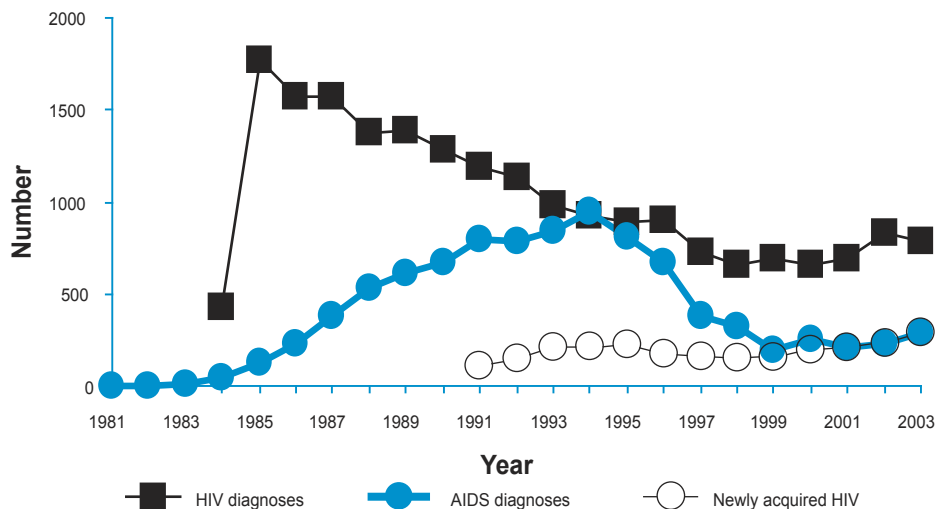 2000
1500
1000
500
0
Number
1981 1983 1985 1987 1989 1991 1993 1995 1997 1999 2001 2003
Year
HIV diagnoses AIDS diagnoses Newly acquired HIV